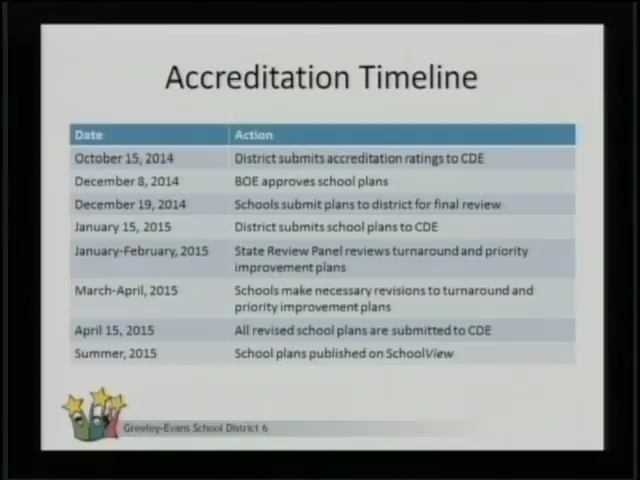 Accreditation Timeline
Date Action
October 15, 2014 District submits accreditation ratings to CDE
December 8, 2014 BOE approves school plans
December 19, 2014 Schools submit plans to district for final review
January 15, 2015 District submits school plans to CDE
January-February, 2015 State Review Panel reviews turnaround and priority
improvement plans
March-April, 2015 Schools make necessary revisions to turnaround and
priority improvement plans
April 15, 2015 All revised school plans are submitted to CDE
Summer, 2015 School plans published on SchoolView
Greeley-Evans School District 6